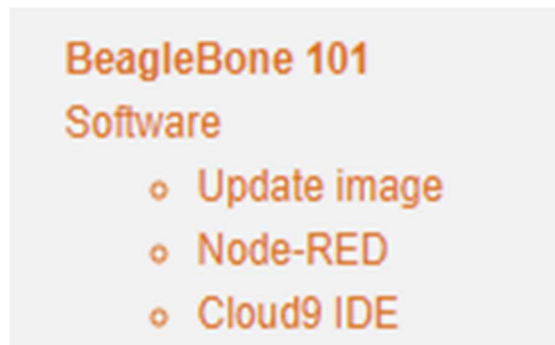 BeagleBone 101
Software
Update image
Node-RED
Cloud9 IDE